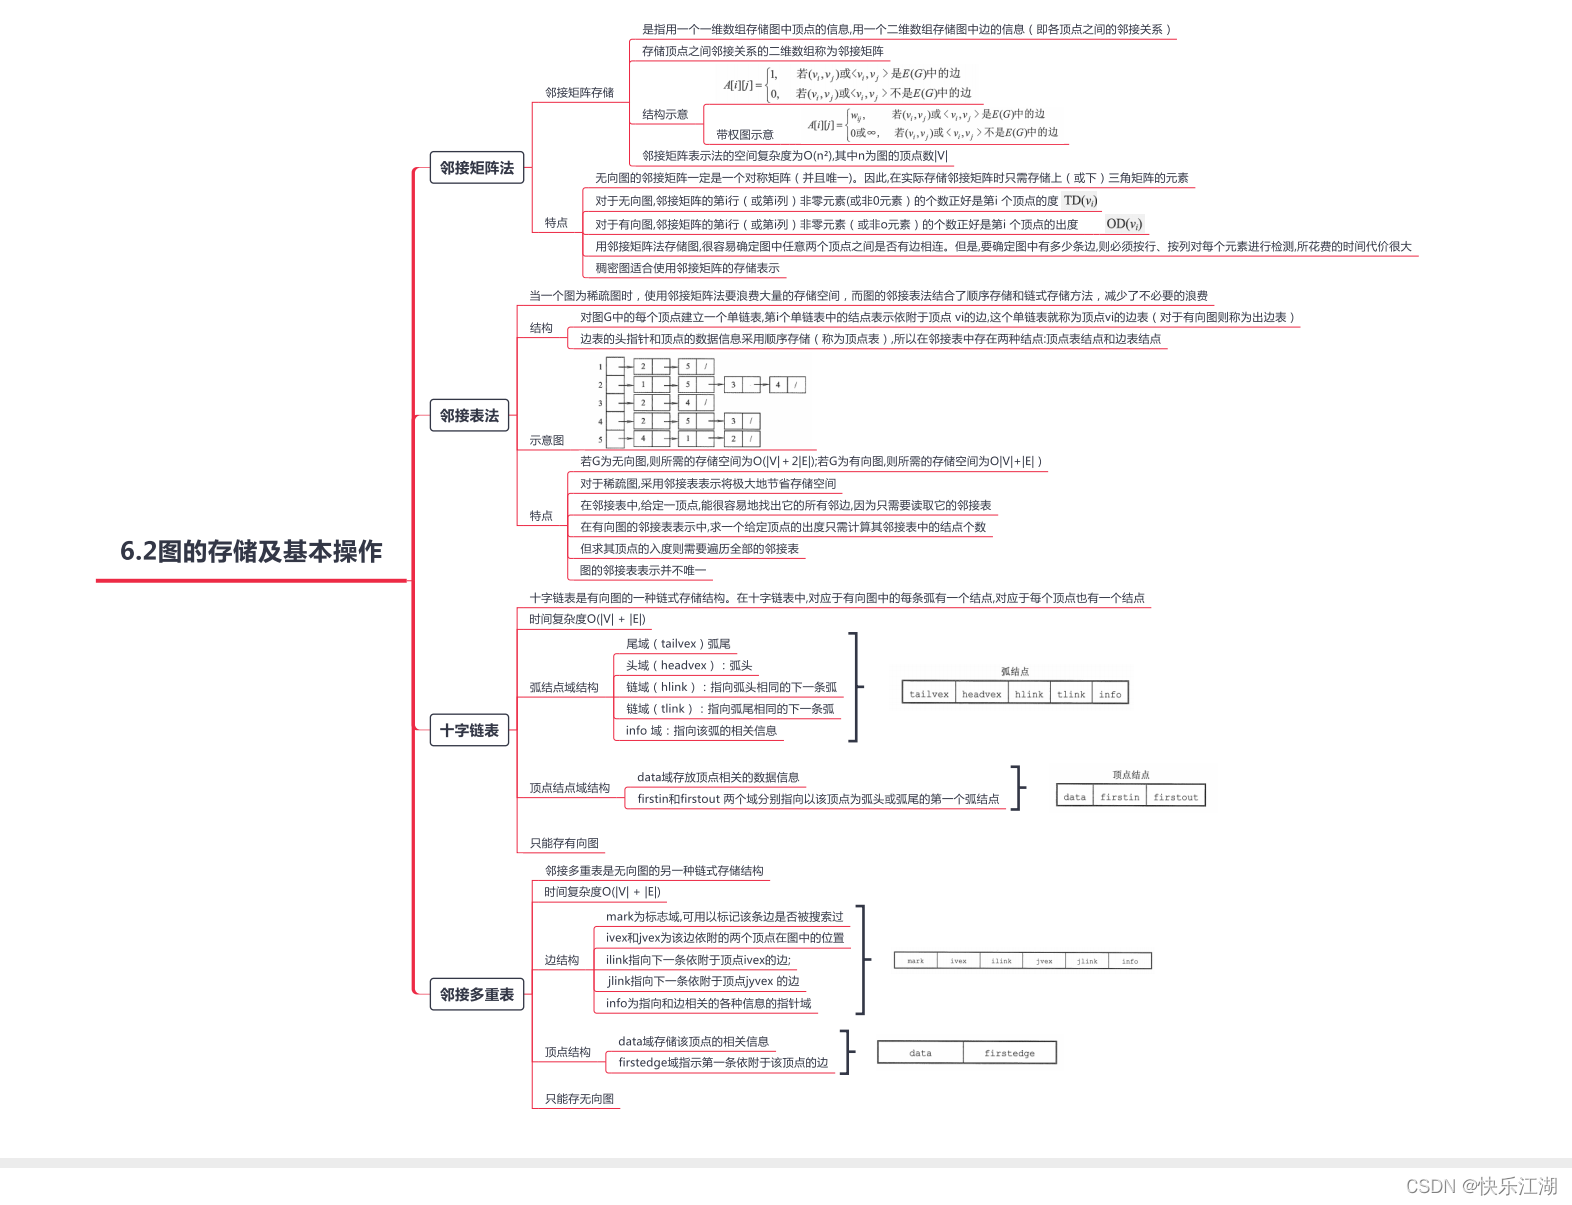 6.2图的存储及基本操作
邻接矩阵法
邻接矩阵存储
是指用一个一维数组存储图中顶点的信息,用一个二维数组存储图中边的信息（即各顶点之间的邻接关系）
存储顶点之间邻接关系的二维数组称为邻接矩阵
结构示意
A[i][j] = {1, 若(vi,vj)或<vi,vj>是E(G)中的边
0, 若(vi,vj)或<vi,vj>不是E(G)中的边
带权图示意
A[i][j] = {wij, 若(vi,vj)或<vi,vj>是E(G)中的边
0或∞, 若(vi,vj)或<vi,vj>不是E(G)中的边
邻接矩阵表示法的空间复杂度为O(n²),其中n为图的顶点数|V|
特点
无向图的邻接矩阵一定是一个对称矩阵（并且唯一)。因此,在实际存储邻接矩阵时只需存储上（或下）三角矩阵的元素
对于无向图,邻接矩阵的第i行（或第i列）非零元素(或非0元素）的个数正好是第i 个顶点的度 TD(vi)
对于有向图,邻接矩阵的第i行（或第i列）非零元素（或非o元素）的个数正好是第i 个顶点的出度 OD(vi)
用邻接矩阵法存储图,很容易确定图中任意两个顶点之间是否有边相连。但是,要确定图中有多少条边,则必须按行、按列对每个元素进行检测,所花费的时间代价很大
稠密图适合使用邻接矩阵的存储表示
邻接表法
当一个图为稀疏图时，使用邻接矩阵法要浪费大量的存储空间，而图的邻接表法结合了顺序存储和链式存储方法，减少了不必要的浪费
结构
对图G中的每个顶点建立一个单链表,第i个单链表中的结点表示依附于顶点 vi的边,这个单链表就称为顶点vi的边表（对于有向图则称为出边表）
边表的头指针和顶点的数据信息采用顺序存储（称为顶点表）,所以在邻接表中存在两种结点:顶点表结点和边表结点
示意图
1 2 5 /
2 1 5 3 4 /
3 2 4 /
4 2 5 3 /
5 4 1 2 /
特点
若G为无向图,则所需的存储空间为O(|V|＋2|E|);若G为有向图,则所需的存储空间为O|V|+|E|）
对于稀疏图,采用邻接表表示将极大地节省存储空间
在邻接表中,给定一顶点,能很容易地找出它的所有邻边,因为只需要读取它的邻接表
在有向图的邻接表表示中,求一个给定顶点的出度只需计算其邻接表中的结点个数
但求其顶点的入度则需要遍历全部的邻接表
图的邻接表表示并不唯一
十字链表
十字链表是有向图的一种链式存储结构。在十字链表中,对应于有向图中的每条弧有一个结点,对应于每个顶点也有一个结点
时间复杂度O(|V| + |E|)
弧结点域结构
尾域（tailvex）弧尾
头域（headvex）：弧头
链域（hlink）：指向弧头相同的下一条弧
链域（tlink）：指向弧尾相同的下一条弧
info 域：指向该弧的相关信息
弧结点
tailvex headvex hlink tlink info
顶点结点域结构
data域存放顶点相关的数据信息
firstin和firstout 两个域分别指向以该顶点为弧头或弧尾的第一个弧结点
顶点结点
data firstin firstout
只能存有向图
邻接多重表
邻接多重表是无向图的另一种链式存储结构
时间复杂度O(|V| + |E|)
边结构
mark为标志域,可用以标记该条边是否被搜索过
ivex和jvex为该边依附的两个顶点在图中的位置
ilink指向下一条依附于顶点ivex的边;
jlink指向下一条依附于顶点jyvex 的边
info为指向和边相关的各种信息的指针域
mark ivex ilink jvex jlink info
顶点结构
data域存储该顶点的相关信息
firstedge域指示第一条依附于该顶点的边
data firstedge
只能存无向图
CSDN @快乐江湖